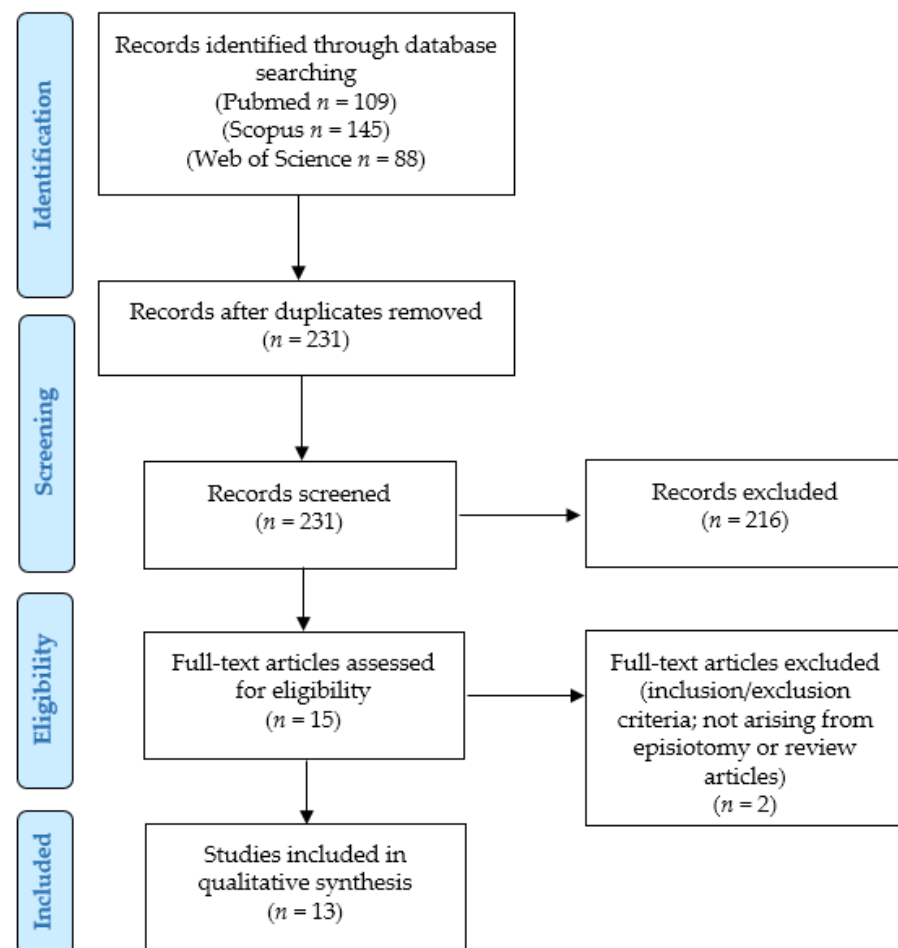 Identification
Records identified through database
searching
(Pubmed n = 109)
(Scopus n = 145)
(Web of Science n = 88)
Records after duplicates removed
(n = 231)
Screening
Records screened
(n = 231)
Records excluded
(n = 216)
Eligibility
Full-text articles assessed
for eligibility
(n = 15)
Full-text articles excluded
(inclusion/exclusion
criteria; not arising from
episiotomy or review
articles)
(n = 2)
Included
Studies included in
qualitative synthesis
(n = 13)